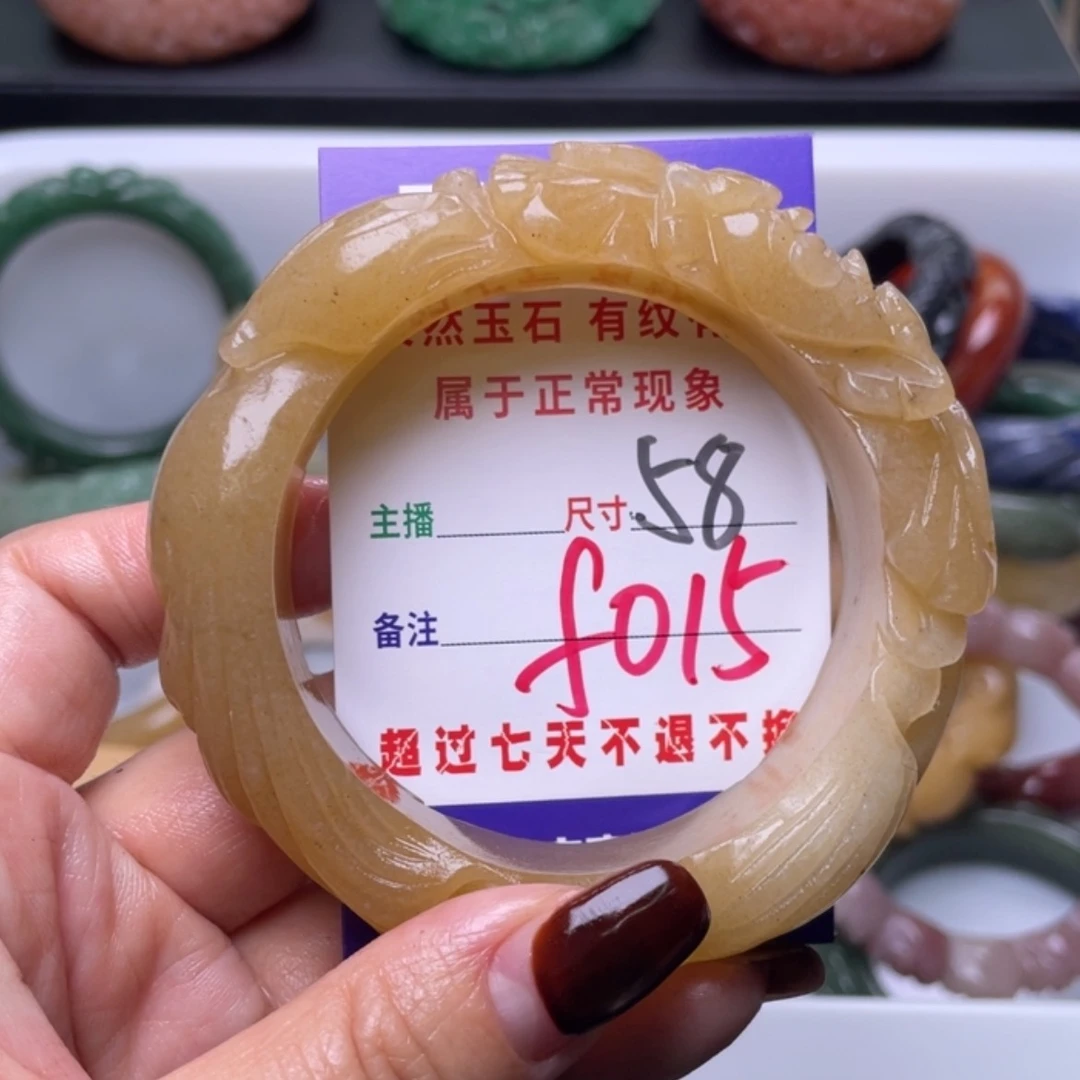 然玉石 有纹
属于正常现象
主播 尺寸: 58
备注 f015
超过七天不退不换